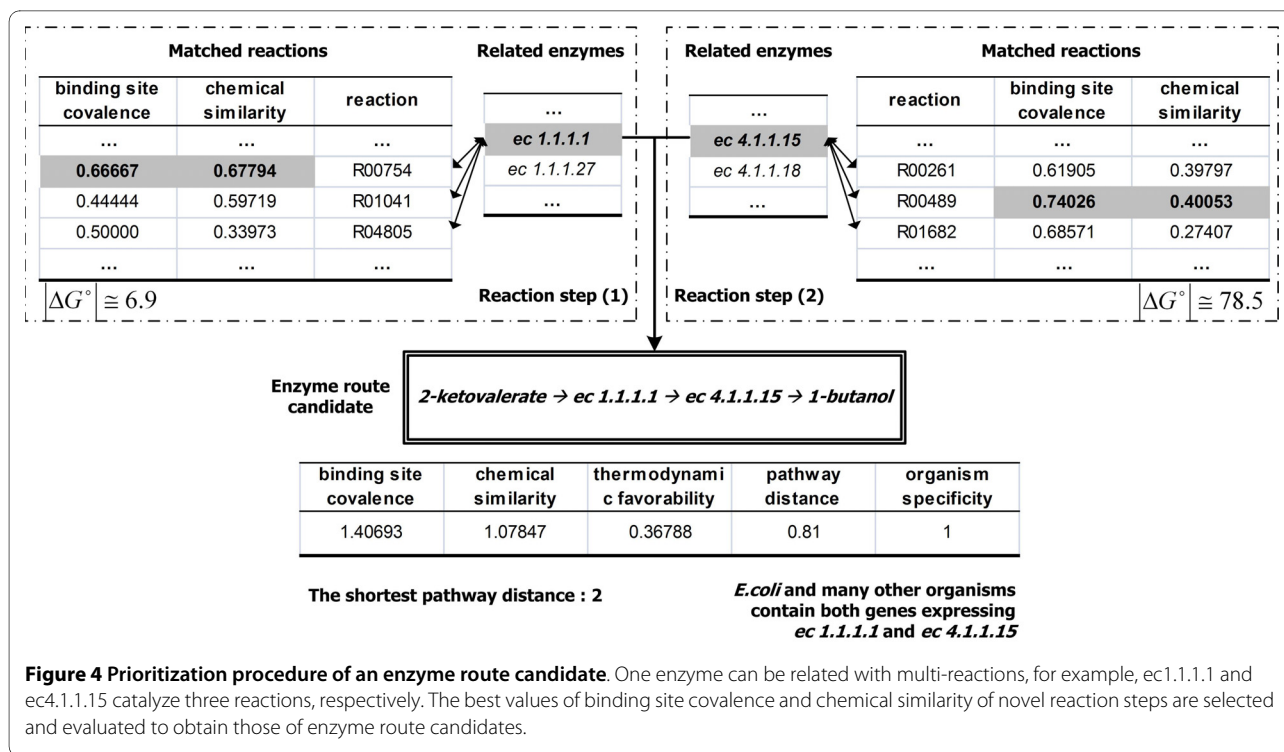 Matched reactions
Related enzymes
binding site covalence
chemical similarity
reaction
...
... ... ...
ec 1.1.1.1
0.66667 0.67794 R00754
ec 1.1.1.27
0.44444 0.59719 R01041
...
0.50000 0.33973 R04805
... ... ...
|ΔG°| ≅ 6.9
Reaction step (1)
Related enzymes
Matched reactions
reaction
binding site covalence
chemical similarity
...
... ... ...
ec 4.1.1.15
R00261 0.61905 0.39797
ec 4.1.1.18
R00489 0.74026 0.40053
...
R01682 0.68571 0.27407
... ... ...
Reaction step (2)
|ΔG°| ≅ 78.5
Enzyme route
candidate
2-ketovalerate → ec 1.1.1.1 → ec 4.1.1.15 → 1-butanol
binding site chemical thermodynami pathway organism
covalence similarity c favorability distance specificity
1.40693 1.07847 0.36788 0.81 1
The shortest pathway distance : 2
E.coli and many other organisms
contain both genes expressing
ec 1.1.1.1 and ec 4.1.1.15
Figure 4 Prioritization procedure of an enzyme route candidate. One enzyme can be related with multi-reactions, for example, ec1.1.1.1 and
ec4.1.1.15 catalyze three reactions, respectively. The best values of binding site covalence and chemical similarity of novel reaction steps are selected
and evaluated to obtain those of enzyme route candidates.